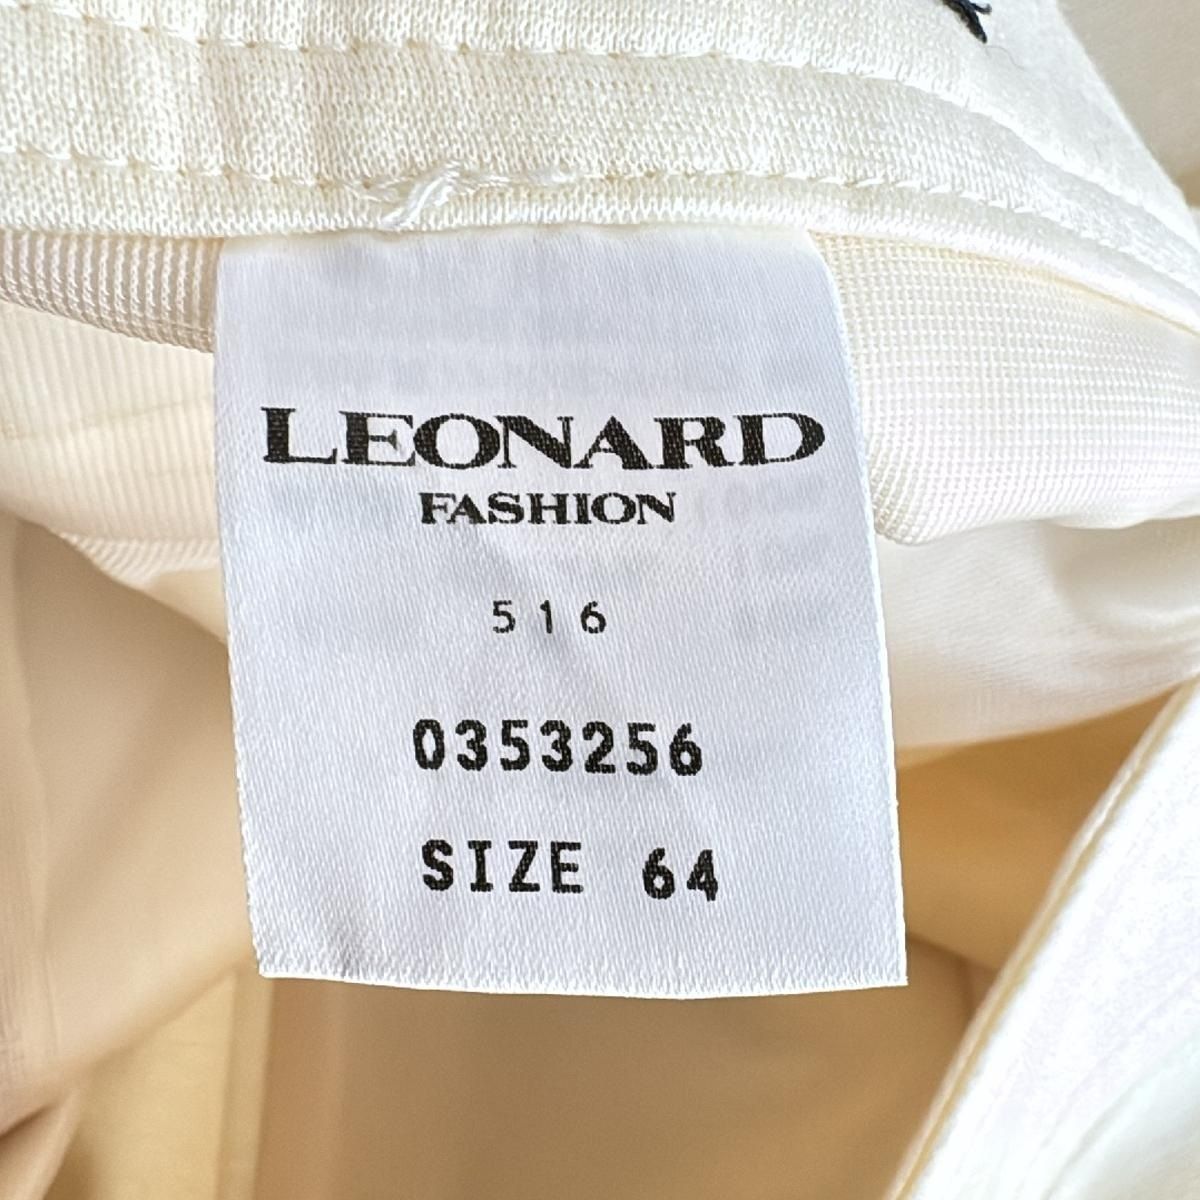 LEONARD
FASHION
516
0353256
SIZE 64